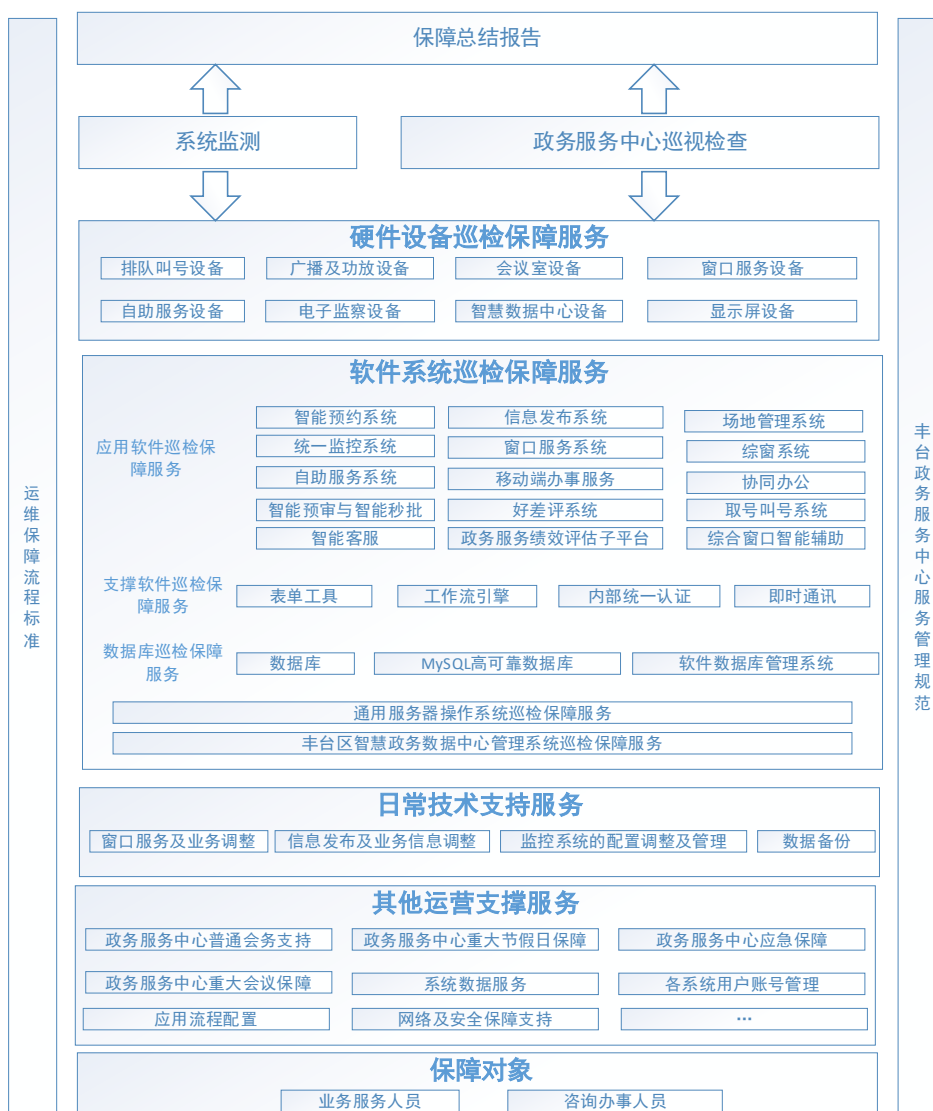 保障总结报告
系统监测
政务服务中心巡视检查
硬件设备巡检保障服务
排队叫号设备
广播及功放设备
会议室设备
窗口服务设备
自助服务设备
电子监察设备
智慧数据中心设备
显示屏设备
软件系统巡检保障服务
应用软件巡检保
障服务
智能预约系统
信息发布系统
场地管理系统
统一监控系统
窗口服务系统
综窗系统
自助服务系统
移动端办事服务
协同办公
智能预审与智能秒批
好差评系统
取号叫号系统
智能客服
政务服务绩效评估子平台
综合窗口智能辅助
支撑软件巡检保
障服务
表单工具
工作流引擎
内部统一认证
即时通讯
数据库巡检保障
服务
数据库
MySQL高可靠数据库
软件数据库管理系统
通用服务器操作系统巡检保障服务
丰台区智慧政务数据中心管理系统巡检保障服务
日常技术支持服务
窗口服务及业务调整
信息发布及业务信息调整
监控系统的配置调整及管理
数据备份
其他运营支撑服务
政务服务中心普通会务支持
政务服务中心重大节假日保障
政务服务中心应急保障
政务服务中心重大会议保障
系统数据服务
各系统用户账号管理
应用流程配置
网络及安全保障支持
…
保障对象
业务服务人员
咨询办事人员
运维保障流程标准
丰台政务服务中心服务管理规范